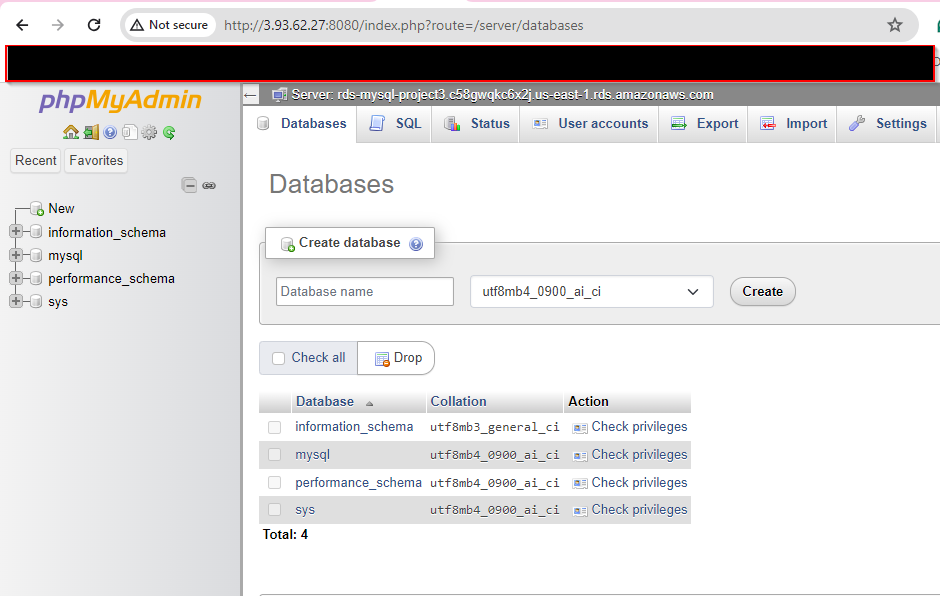 Not secure http://3.93.62.27:8080/index.php?route=/server/databases
phpMyAdmin
Recent Favorites
New
information_schema
mysql
performance_schema
sys
Server: rds-mysql-project3.c58gwqkc6x2j.us-east-1.rds.amazonaws.com
Databases SQL Status User accounts Export Import Settings
Databases
Create database
Database name utf8mb4_0900_ai_ci Create
Check all Drop
Database Collation Action
information_schema utf8mb3_general_ci Check privileges
mysql utf8mb4_0900_ai_ci Check privileges
performance_schema utf8mb4_0900_ai_ci Check privileges
sys utf8mb4_0900_ai_ci Check privileges
Total: 4